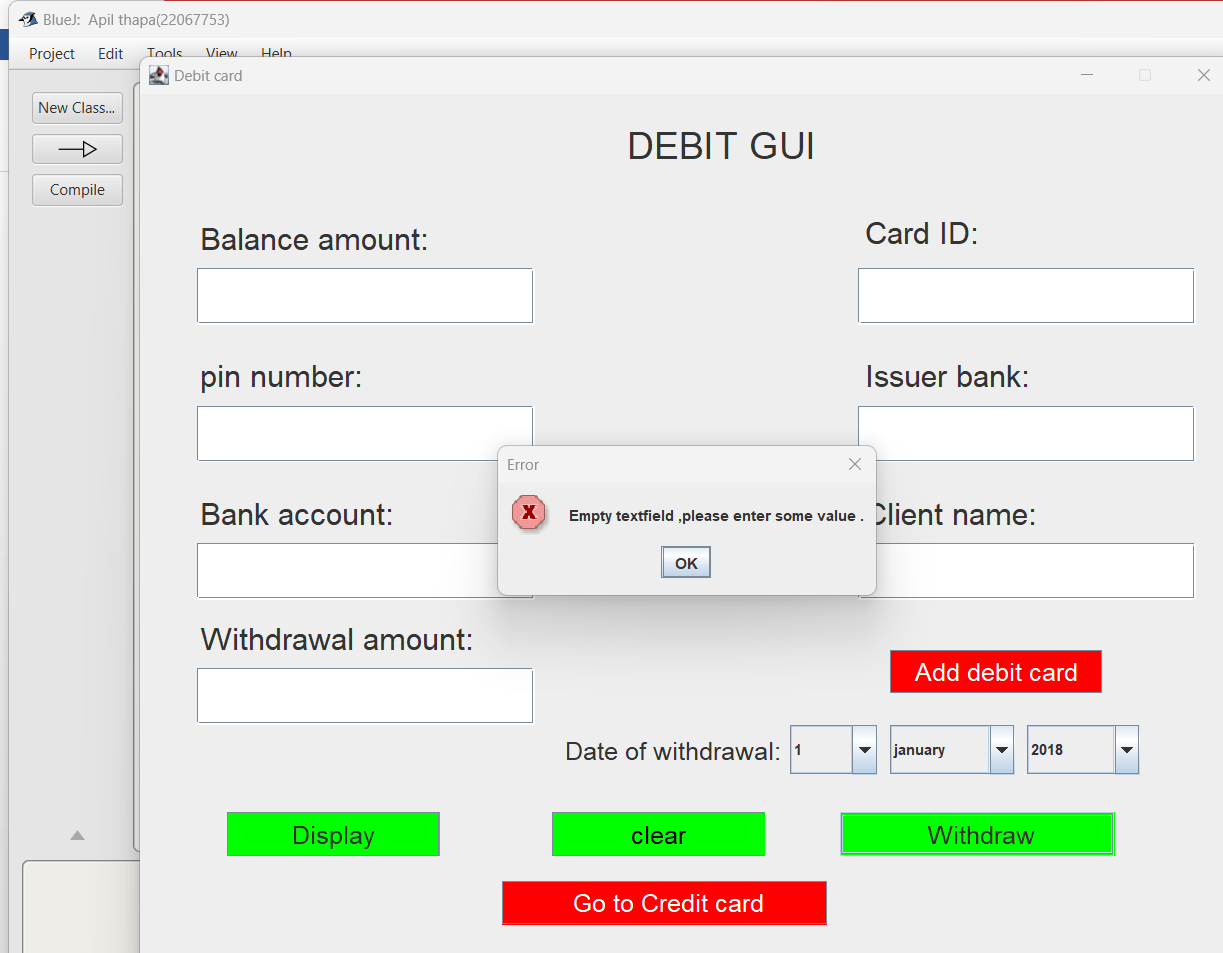 BlueJ: Apil thapa(22067753)
Project Edit Tools View Help
Debit card
New Class...
Compile
DEBIT GUI
Balance amount:
Card ID:
pin number:
Issuer bank:
Error
Empty textfield ,please enter some value .
OK
Bank account:
Client name:
Withdrawal amount:
Add debit card
Date of withdrawal: 1 january 2018
Display clear Withdraw
Go to Credit card